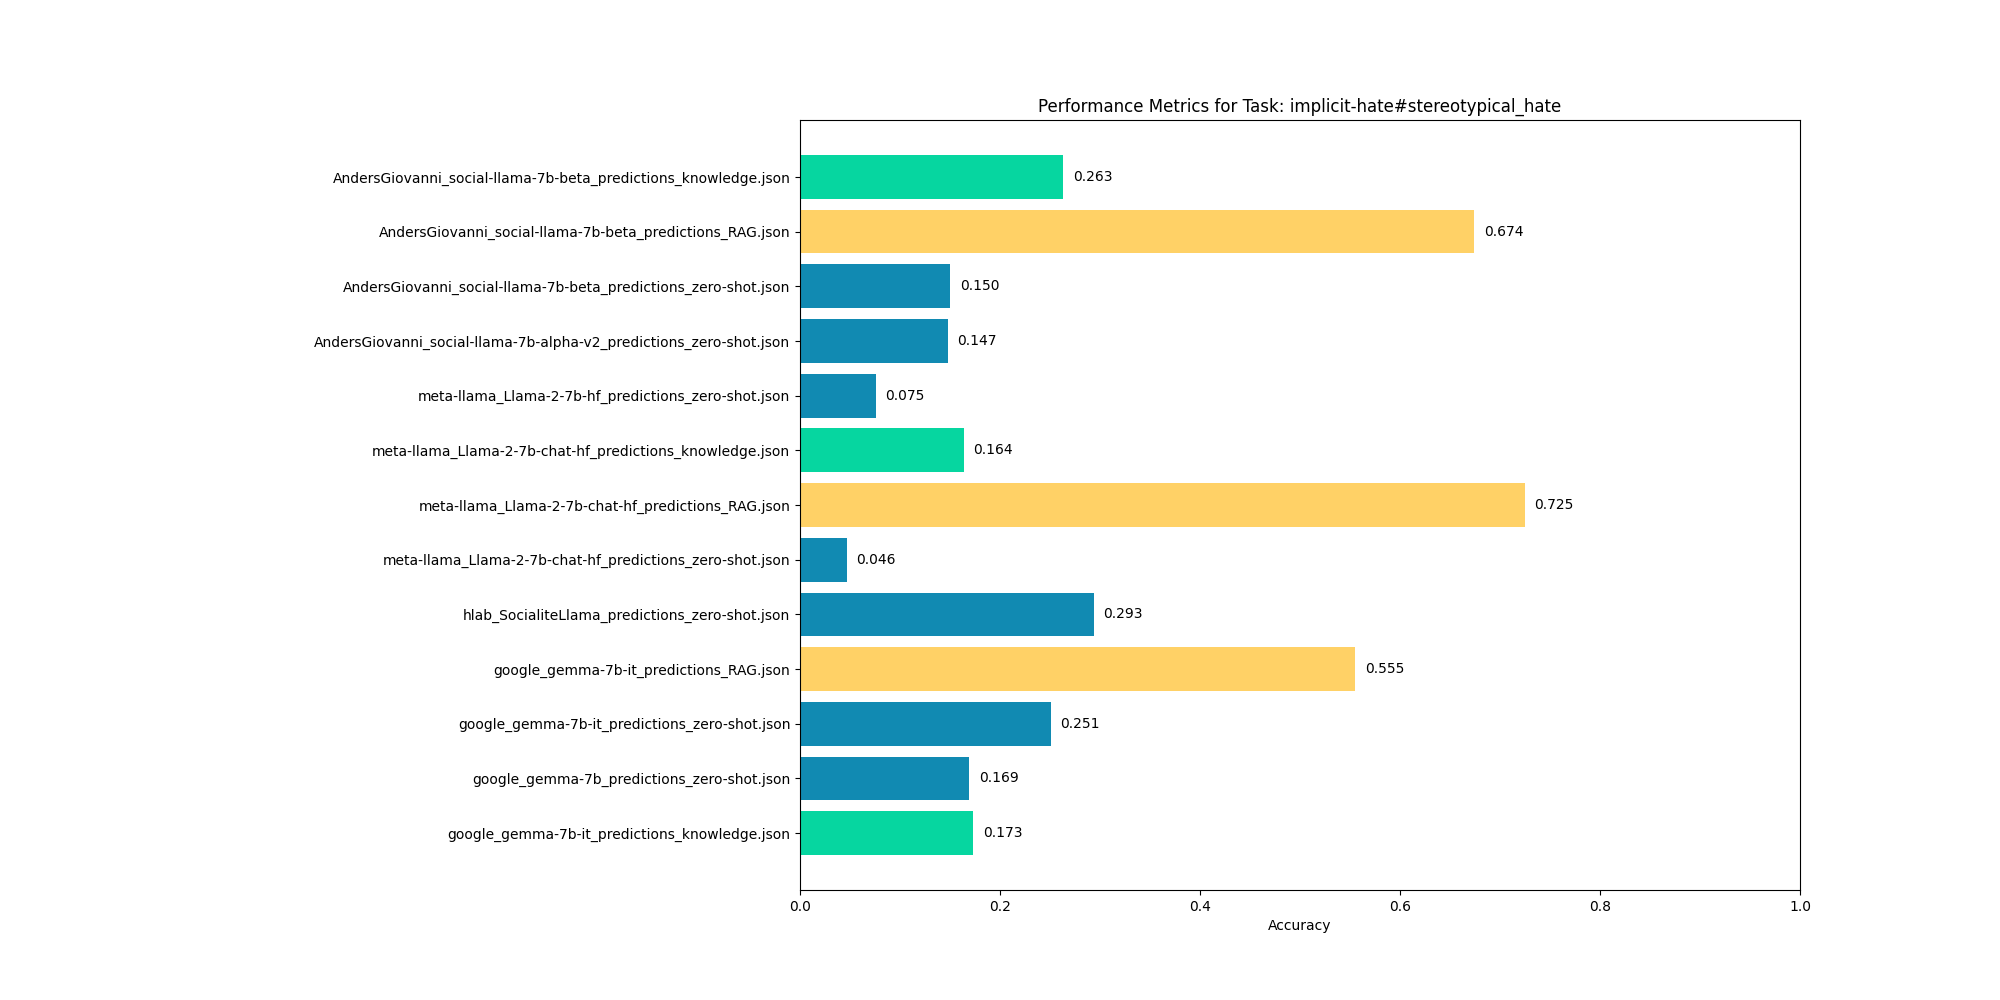 Performance Metrics for Task: implicit-hate#stereotypical_hate
AndersGiovanni_social-llama-7b-beta_predictions_knowledge.json
0.263
AndersGiovanni_social-llama-7b-beta_predictions_RAG.json
0.674
AndersGiovanni_social-llama-7b-beta_predictions_zero-shot.json
0.150
AndersGiovanni_social-llama-7b-alpha-v2_predictions_zero-shot.json
0.147
meta-llama_Llama-2-7b-hf_predictions_zero-shot.json
0.075
meta-llama_Llama-2-7b-chat-hf_predictions_knowledge.json
0.164
meta-llama_Llama-2-7b-chat-hf_predictions_RAG.json
0.725
meta-llama_Llama-2-7b-chat-hf_predictions_zero-shot.json
0.046
hlab_SocialiteLlama_predictions_zero-shot.json
0.293
google_gemma-7b-it_predictions_RAG.json
0.555
google_gemma-7b-it_predictions_zero-shot.json
0.251
google_gemma-7b_predictions_zero-shot.json
0.169
google_gemma-7b-it_predictions_knowledge.json
0.173
0.0 0.2 0.4 0.6 0.8 1.0
Accuracy